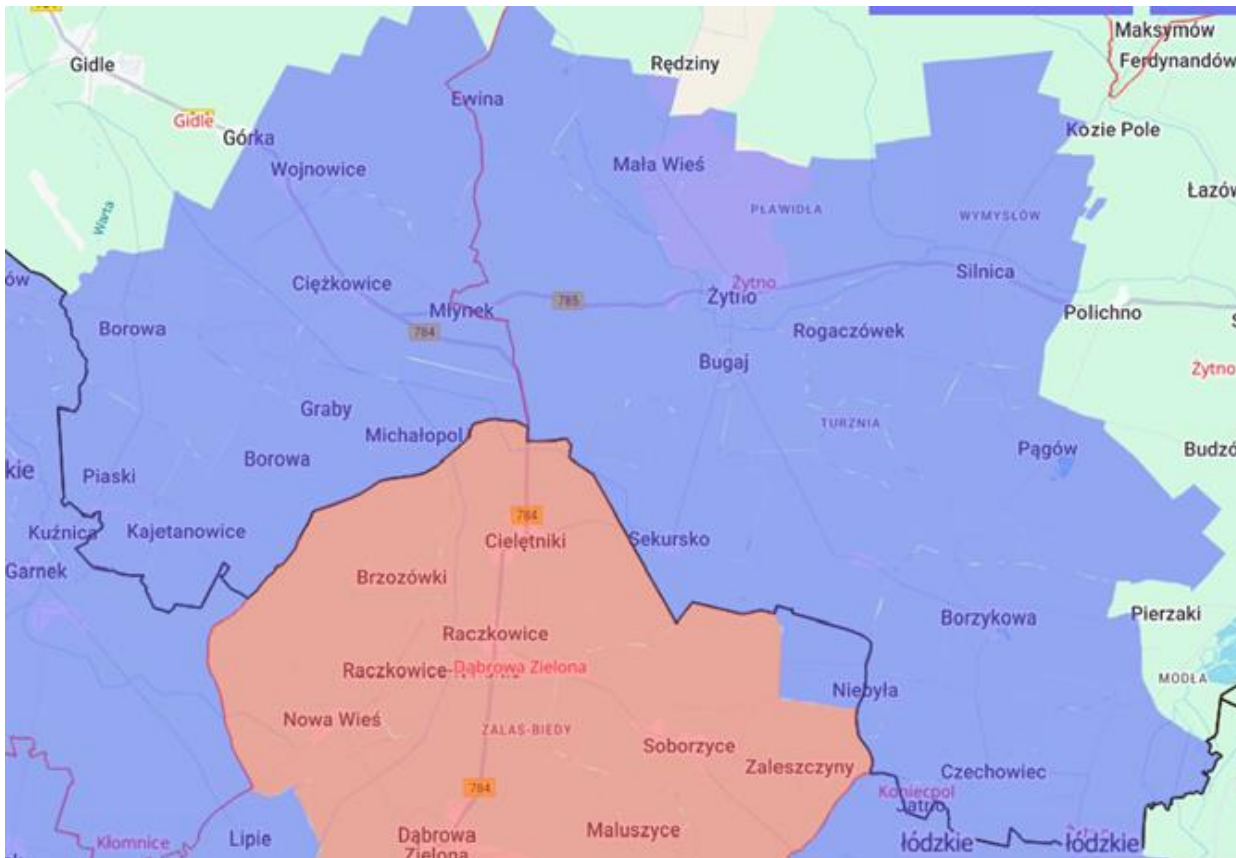 Maksymów
Ferdynandów
Gidle
Rędziny
Ewina
Gidle
Górka
Kozie Pole
Wojnowice
Mała Wieś
Łazów
Warta
PŁAWIDŁA
WYMYSŁÓW
ów
Ciężkowice
Silnica
Żytno
Żytno
785
Młynek
Polichno
Borowa
784
Rogaczówek
Bugaj
Żytno
Graby
TURZNIA
Michałopol
Pągów
Budzó
Borowa
kie
Piaski
784
Kuźnica
Kajetanowice
Cielętniki
Sekursko
Garnek
Brzozówki
Pierzaki
Borzykowa
Raczkowice
Raczkowice-
Dąbrowa Zielona
MODŁA
Niebyła
Nowa Wieś
ZALAS-BIEDY
Soborzyce
Zaleszczyny
Czechowiec
784
Koniecpol
Maluszyce
Kłomnice
Lipie
Dąbrowa
Zielona
łódzkie
łódzkie